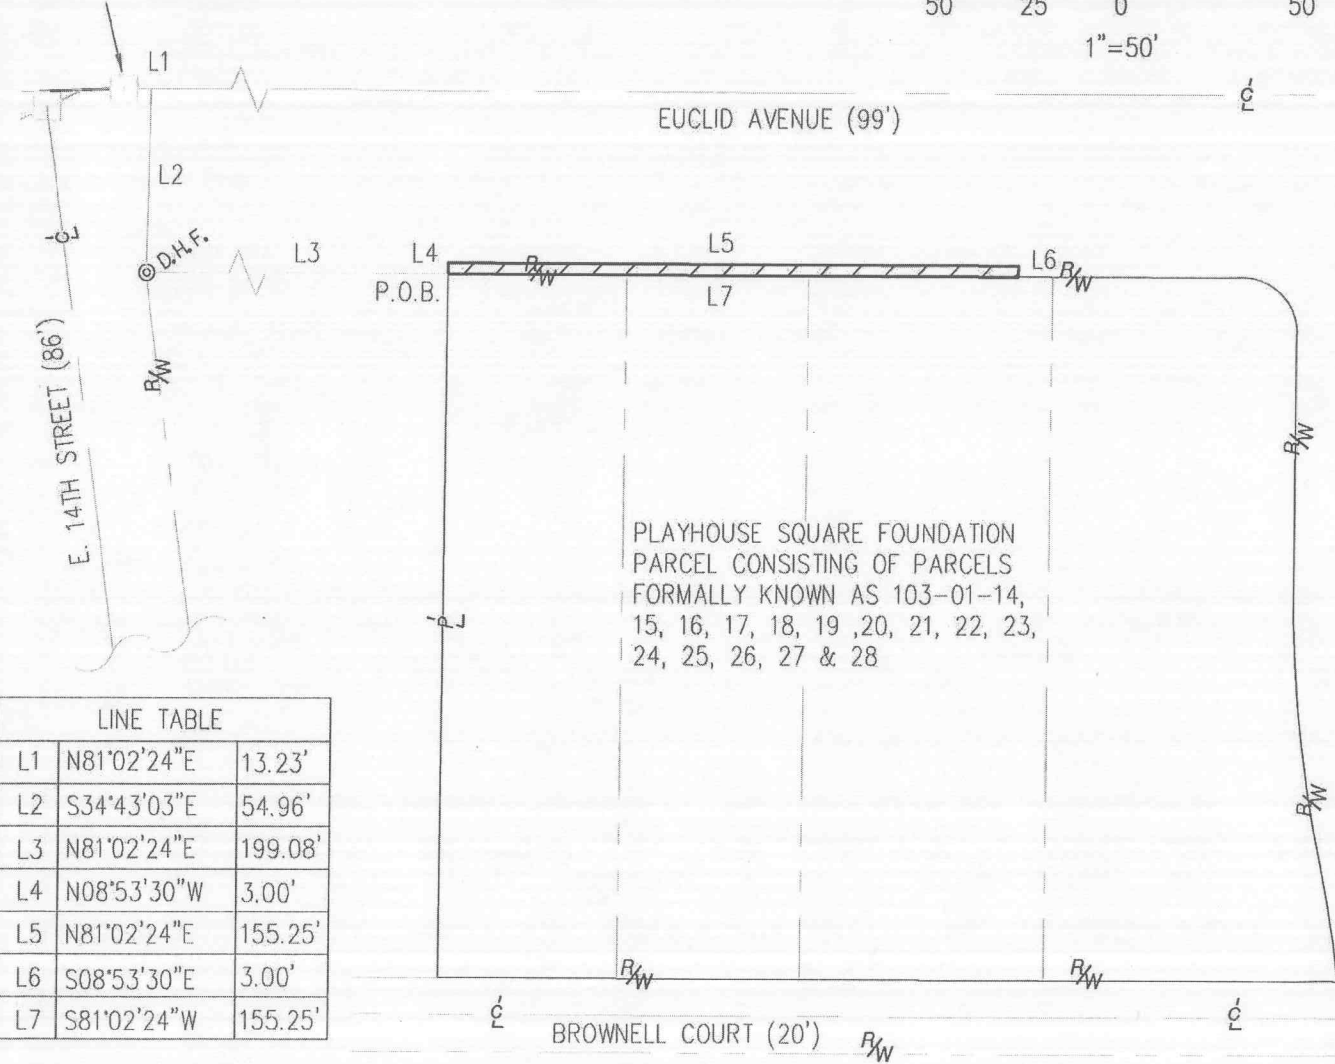 50 25 0 50
1"=50'
L1
EUCLID AVENUE (99')
L2
D.H.F.
L3 L4 L5 L6 R/W
R/W
P.O.B. L7
E. 14TH STREET (86')
R/W
R/W
PLAYHOUSE SQUARE FOUNDATION
PARCEL CONSISTING OF PARCELS
FORMALLY KNOWN AS 103-01-14,
15, 16, 17, 18, 19 ,20, 21, 22, 23,
24, 25, 26, 27 & 28
PL
LINE TABLE
L1 N81°02'24"E 13.23'
L2 S34°43'03"E 54.96'
L3 N81°02'24"E 199.08'
L4 N08°53'30"W 3.00'
L5 N81°02'24"E 155.25'
L6 S08°53'30"E 3.00'
L7 S81°02'24"W 155.25'
R/W
R/W R/W
CL CL
BROWNELL COURT (20') R/W